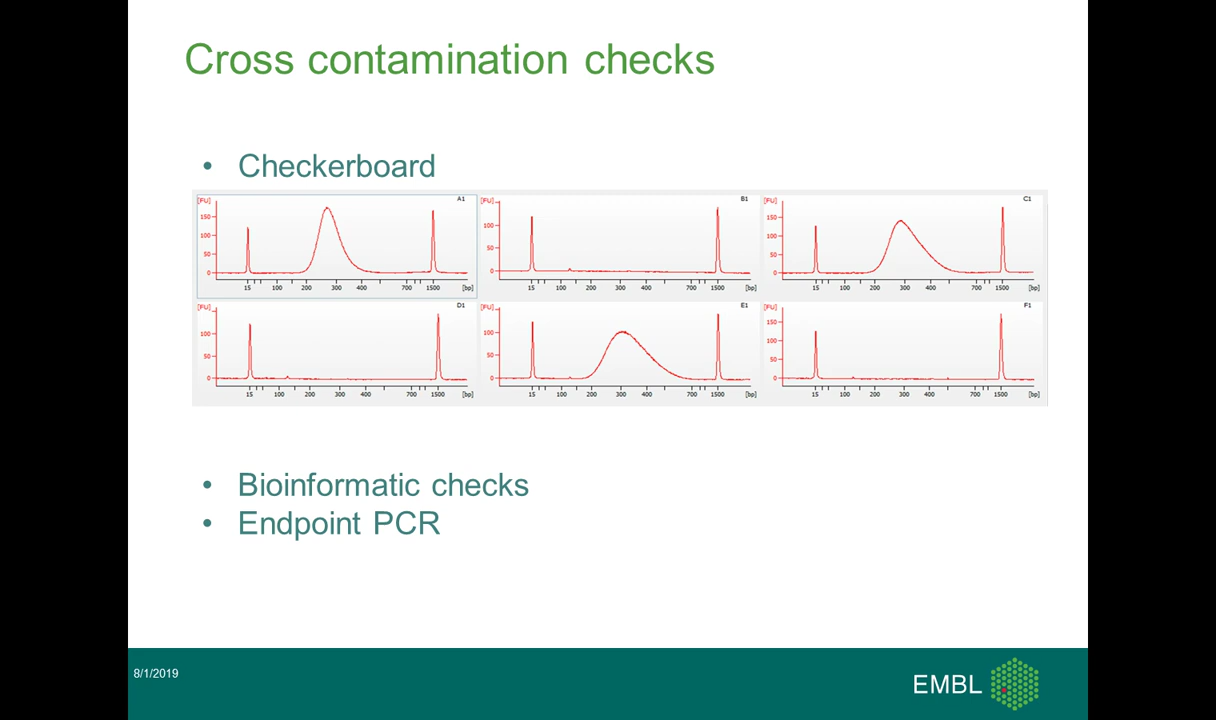 Cross contamination checks
• Checkerboard
[FU] A1
150
100
50
0
15 100 200 300 400 700 1500 [bp]
[FU] B1
100
50
0
15 100 200 300 400 700 1500 [bp]
[FU] C1
150
100
50
0
15 100 200 300 400 700 1500 [bp]
[FU] D1
100
50
0
15 100 200 300 400 700 1500 [bp]
[FU] E1
100
50
0
15 100 200 300 400 700 1500 [bp]
[FU] F1
150
100
50
0
15 100 200 300 400 700 1500 [bp]
• Bioinformatic checks
• Endpoint PCR
8/1/2019
EMBL